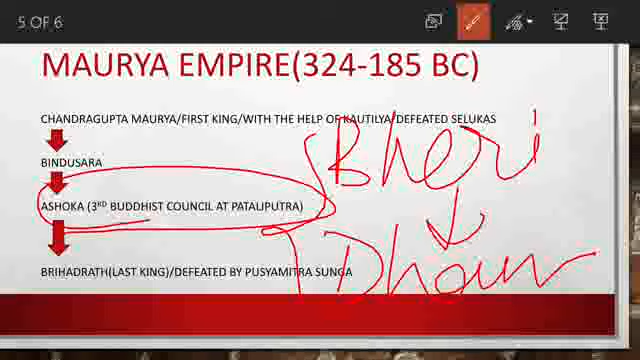 5 OF 6
MAURYA EMPIRE(324-185 BC)
CHANDRAGUPTA MAURYA/FIRST KING/WITH THE HELP OF KAUTILYA/DEFEATED SELUKAS
BINDUSARA
ASHOKA (3RD BUDDHIST COUNCIL AT PATALIPUTRA)
BRIHADRATH(LAST KING)/DEFEATED BY PUSYAMITRA SUNGA
Bheri